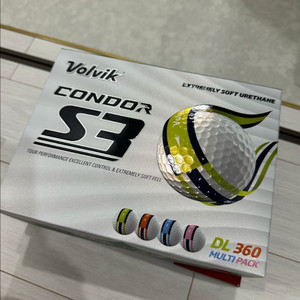 Volvik
EXTREMELY SOFT URETHANE
CONDOR
S3
TOUR PERFORMANCE EXCELLENT CONTROL & EXTREMELY SOFT FEEL
DL 360
MULTI PACK